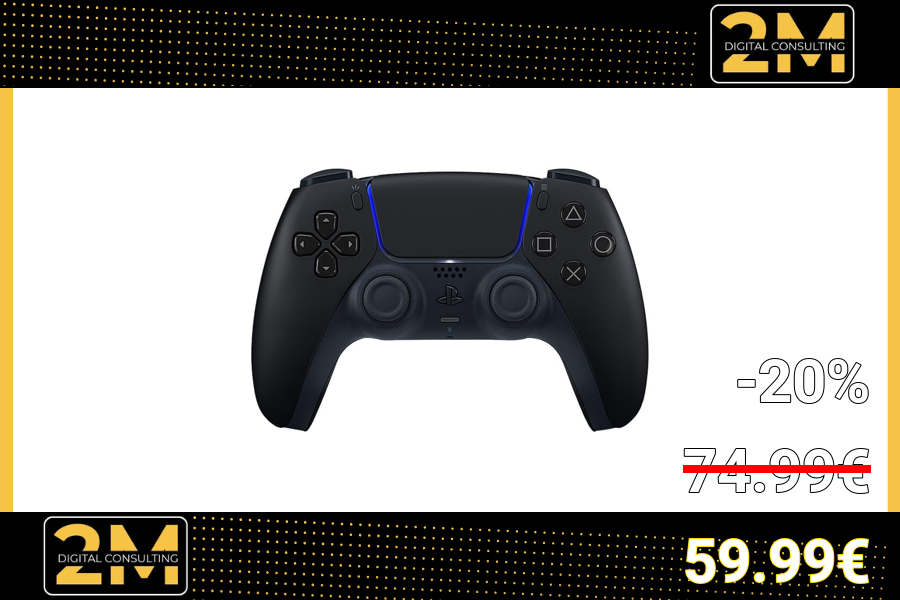 2M
DIGITAL CONSULTING
-20%
74.99€
2M
DIGITAL CONSULTING
59.99€